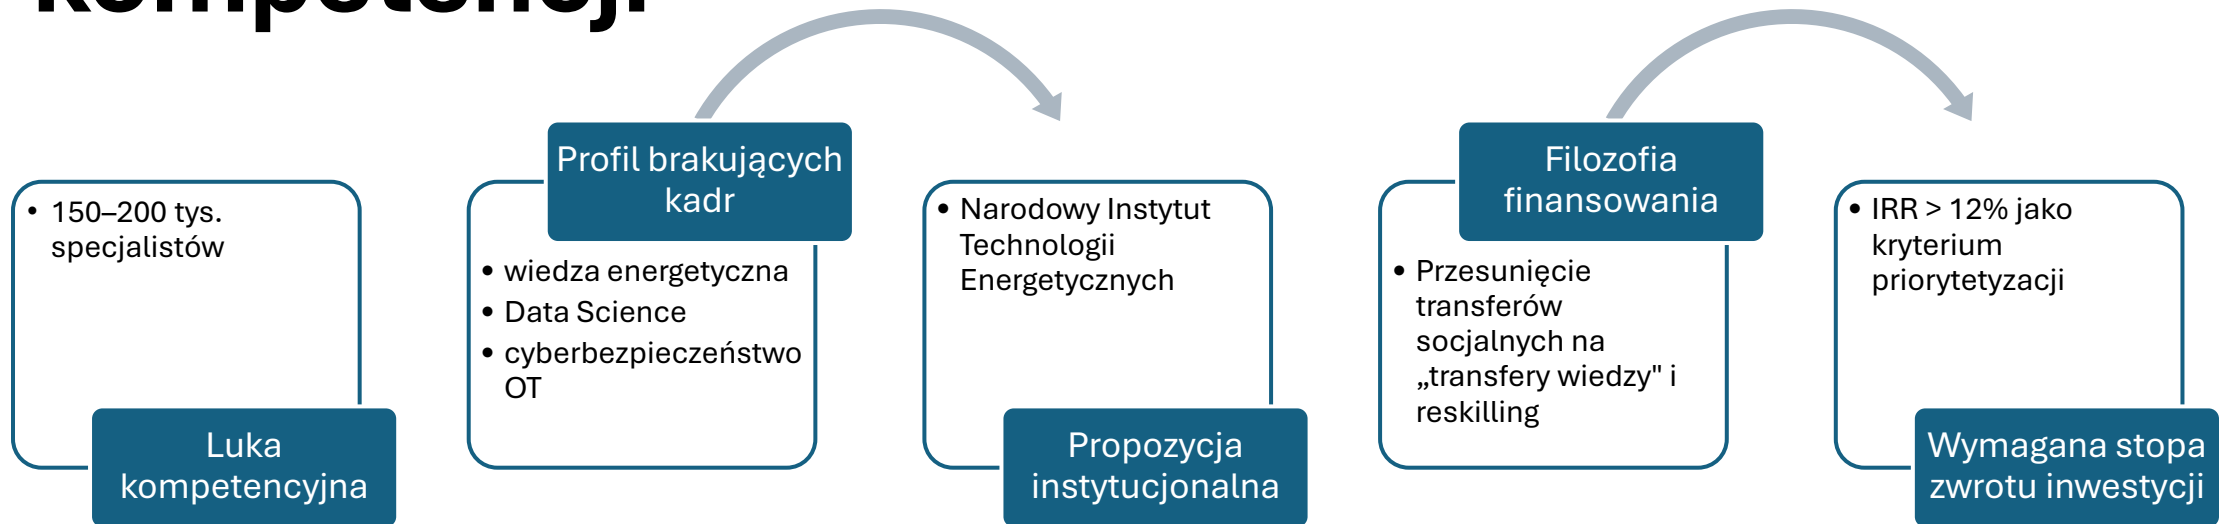 kompetencji
• 150–200 tys.
specjalistów
Luka
kompetencyjna
Profil brakujących
kadr
• wiedza energetyczna
• Data Science
• cyberbezpieczeństwo
OT
• Narodowy Instytut
Technologii
Energetycznych
Propozycja
instytucjonalna
Filozofia
finansowania
• Przesunięcie
transferów
socjalnych na
„transfery wiedzy" i
reskilling
• IRR > 12% jako
kryterium
priorytetyzacji
Wymagana stopa
zwrotu inwestycji